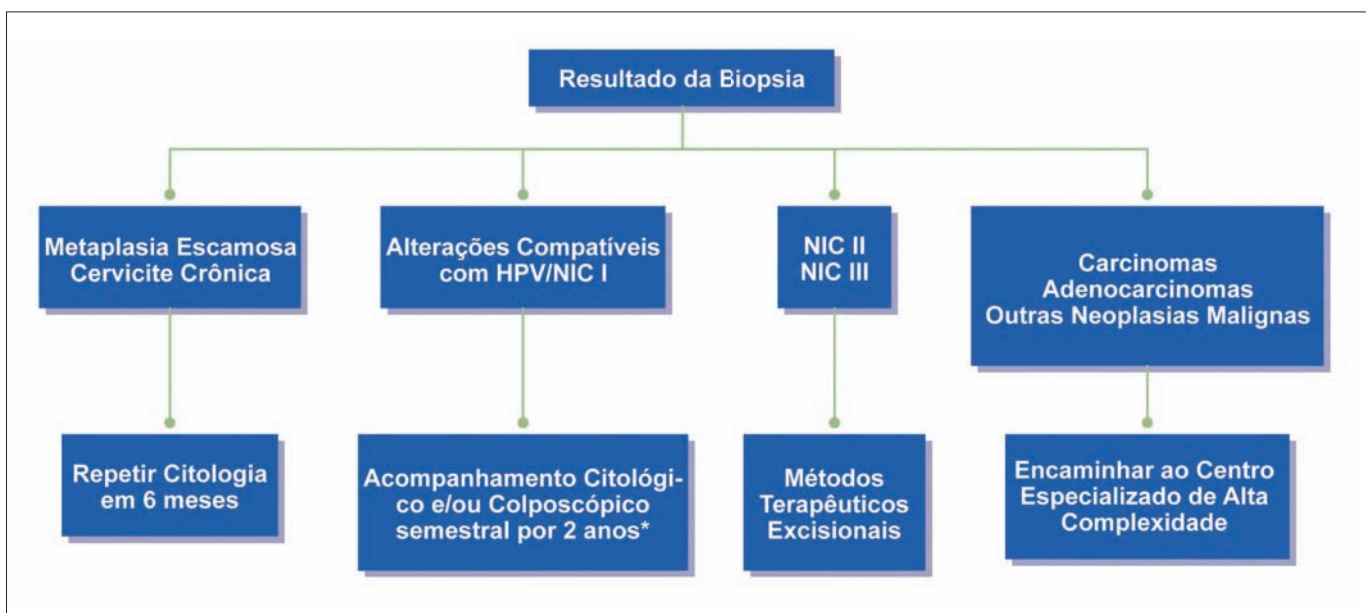 Resultado da Biopsia
Metaplasia Escamosa
Cervicite Crônica
Alterações Compatíveis
com HPV/NIC I
NIC II
NIC III
Carcinomas
Adenocarcinomas
Outras Neoplasias Malignas
Repetir Citologia
em 6 meses
Acompanhamento Citológi-
co e/ou Colposcópico
semestral por 2 anos*
Métodos
Terapêuticos
Excisionais
Encaminhar ao Centro
Especializado de Alta
Complexidade